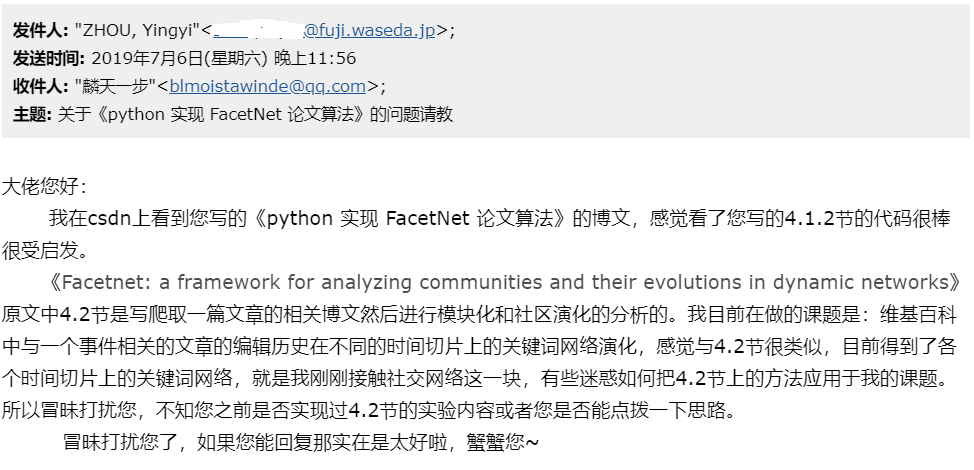 发件人: "ZHOU, Yingyi"<@fuji.waseda.jp>;
发送时间: 2019年7月6日(星期六) 晚上11:56
收件人: "麟天一步"<blmoistawinde@qq.com>;
主题: 关于《python 实现 FacetNet 论文算法》的问题请教
大佬您好：
我在csdn上看到您写的《python 实现 FacetNet 论文算法》的博文，感觉看了您写的4.1.2节的代码很棒
很受启发。
《Facetnet: a framework for analyzing communities and their evolutions in dynamic networks》
原文中4.2节是写爬取一篇文章的相关博文然后进行模块化和社区演化的分析的。我目前在做的课题是：维基百科
中与一个事件相关的文章的编辑历史在不同的时间切片上的关键词网络演化，感觉与4.2节很类似，目前得到了各
个时间切片上的关键词网络，就是我刚刚接触社交网络这一块，有些迷惑如何把4.2节上的方法应用于我的课题。
所以冒昧打扰您，不知您之前是否实现过4.2节的实验内容或者您是否能点拨一下思路。
冒昧打扰您了，如果您能回复那实在是太好啦，蟹蟹您~